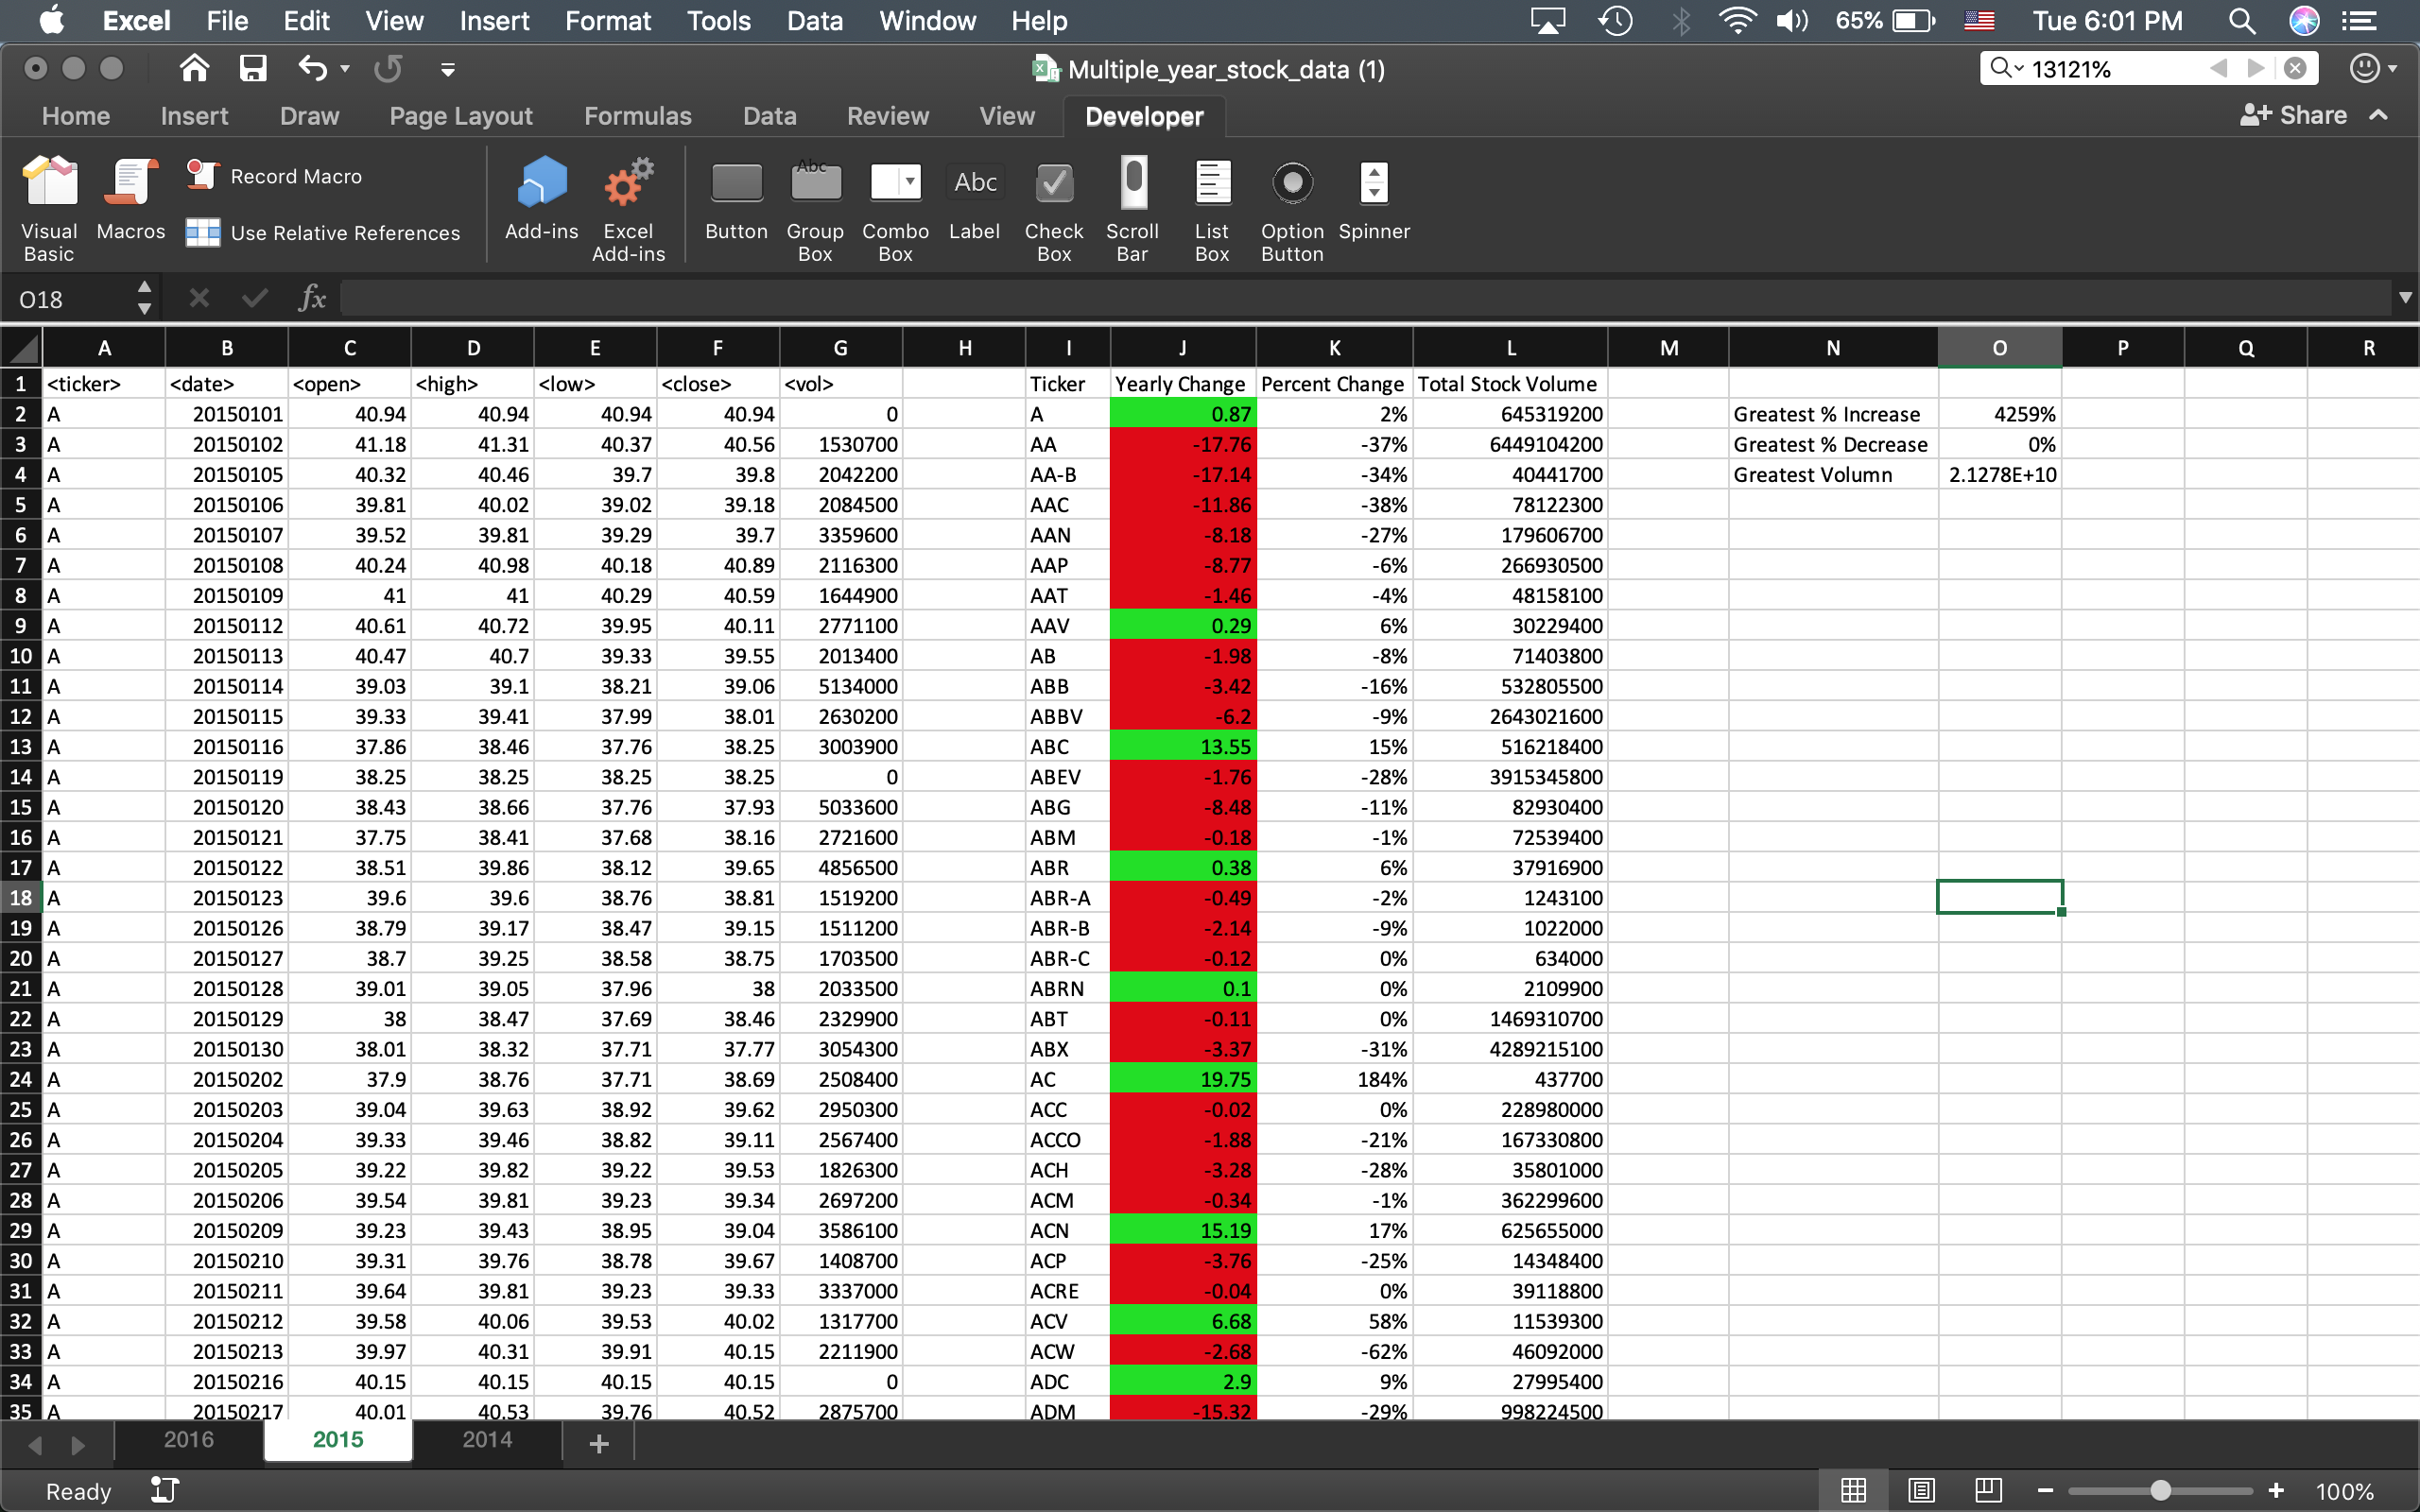 Excel File Edit View Insert Format Tools Data Window Help 65% Tue 6:01 PM
Multiple_year_stock_data (1) 13121%
Home Insert Draw Page Layout Formulas Data Review View Developer Share
Visual Basic Macros Record Macro Use Relative References Add-ins Excel Add-ins Button Abc Group Box Combo Box Abc Label Check Box Scroll Bar List Box Option Button Spinner
O18 fx
A B C D E F G H I J K L M N O P Q R
1 <ticker> <date> <open> <high> <low> <close> <vol> Ticker Yearly Change Percent Change Total Stock Volume
2 A 20150101 40.94 40.94 40.94 40.94 0 A 0.87 2% 645319200 Greatest % Increase 4259%
3 A 20150102 41.18 41.31 40.37 40.56 1530700 AA -17.76 -37% 6449104200 Greatest % Decrease 0%
4 A 20150105 40.32 40.46 39.7 39.8 2042200 AA-B -17.14 -34% 40441700 Greatest Volumn 2.1278E+10
5 A 20150106 39.81 40.02 39.02 39.18 2084500 AAC -11.86 -38% 78122300
6 A 20150107 39.52 39.81 39.29 39.7 3359600 AAN -8.18 -27% 179606700
7 A 20150108 40.24 40.98 40.18 40.89 2116300 AAP -8.77 -6% 266930500
8 A 20150109 41 41 40.29 40.59 1644900 AAT -1.46 -4% 48158100
9 A 20150112 40.61 40.72 39.95 40.11 2771100 AAV 0.29 6% 30229400
10 A 20150113 40.47 40.7 39.33 39.55 2013400 AB -1.98 -8% 71403800
11 A 20150114 39.03 39.1 38.21 39.06 5134000 ABB -3.42 -16% 532805500
12 A 20150115 39.33 39.41 37.99 38.01 2630200 ABBV -6.2 -9% 2643021600
13 A 20150116 37.86 38.46 37.76 38.25 3003900 ABC 13.55 15% 516218400
14 A 20150119 38.25 38.25 38.25 38.25 0 ABEV -1.76 -28% 3915345800
15 A 20150120 38.43 38.66 37.76 37.93 5033600 ABG -8.48 -11% 82930400
16 A 20150121 37.75 38.41 37.68 38.16 2721600 ABM -0.18 -1% 72539400
17 A 20150122 38.51 39.86 38.12 39.65 4856500 ABR 0.38 6% 37916900
18 A 20150123 39.6 39.6 38.76 38.81 1519200 ABR-A -0.49 -2% 1243100
19 A 20150126 38.79 39.17 38.47 39.15 1511200 ABR-B -2.14 -9% 1022000
20 A 20150127 38.7 39.25 38.58 38.75 1703500 ABR-C -0.12 0% 634000
21 A 20150128 39.01 39.05 37.96 38 2033500 ABRN 0.1 0% 2109900
22 A 20150129 38 38.47 37.69 38.46 2329900 ABT -0.11 0% 1469310700
23 A 20150130 38.01 38.32 37.71 37.77 3054300 ABX -3.37 -31% 4289215100
24 A 20150202 37.9 38.76 37.71 38.69 2508400 AC 19.75 184% 437700
25 A 20150203 39.04 39.63 38.92 39.62 2950300 ACC -0.02 0% 228980000
26 A 20150204 39.33 39.46 38.82 39.11 2567400 ACCO -1.88 -21% 167330800
27 A 20150205 39.22 39.82 39.22 39.53 1826300 ACH -3.28 -28% 35801000
28 A 20150206 39.54 39.81 39.23 39.34 2697200 ACM -0.34 -1% 362299600
29 A 20150209 39.23 39.43 38.95 39.04 3586100 ACN 15.19 17% 625655000
30 A 20150210 39.31 39.76 38.78 39.67 1408700 ACP -3.76 -25% 14348400
31 A 20150211 39.64 39.81 39.23 39.33 3337000 ACRE -0.04 0% 39118800
32 A 20150212 39.58 40.06 39.53 40.02 1317700 ACV 6.68 58% 11539300
33 A 20150213 39.97 40.31 39.91 40.15 2211900 ACW -2.68 -62% 46092000
34 A 20150216 40.15 40.15 40.15 40.15 0 ADC 2.9 9% 27995400
35 A 20150217 40.01 40.53 39.76 40.52 2875700 ADM -15.32 -29% 998224500
2016 2015 2014 +
Ready 100%